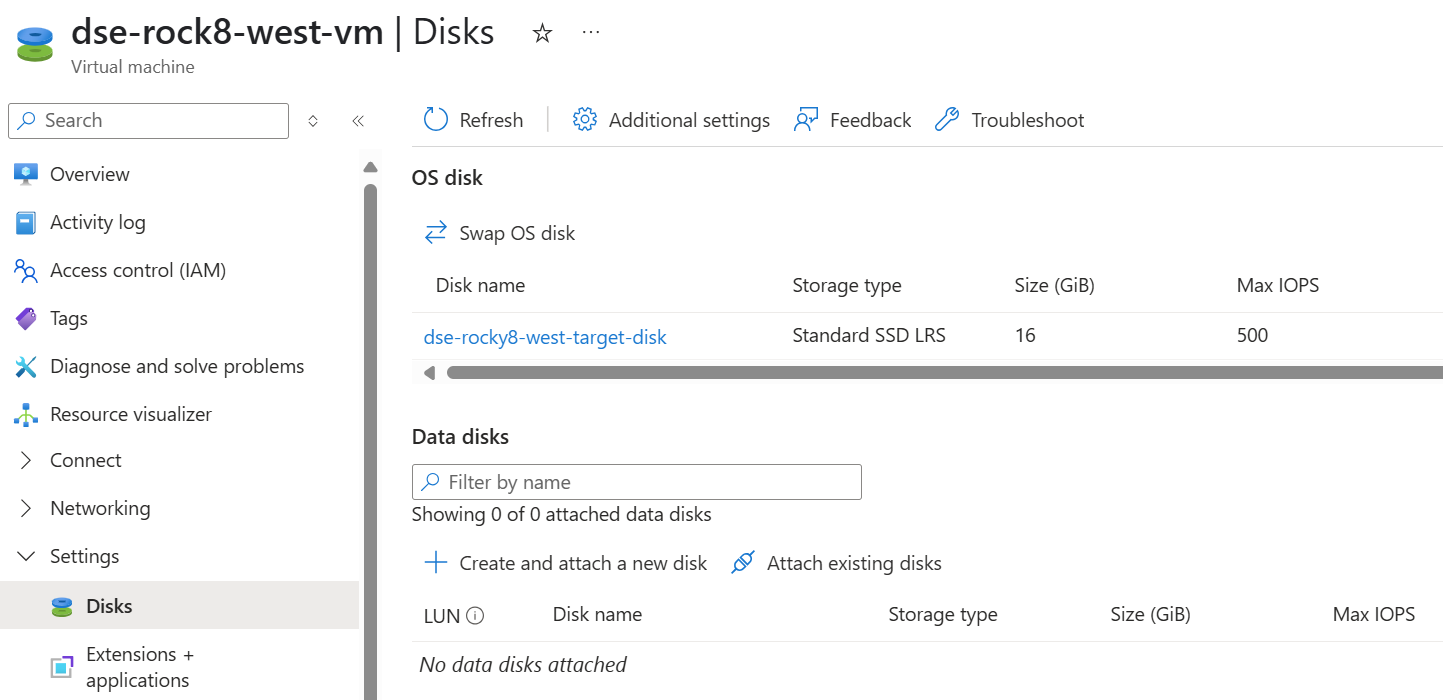 dse-rock8-west-vm | Disks ☆ ...
Virtual machine
Search
Refresh
Additional settings
Feedback
Troubleshoot
Overview
Activity log
Access control (IAM)
Tags
Diagnose and solve problems
Resource visualizer
Connect
Networking
Settings
Disks
Extensions +
applications
OS disk
Swap OS disk
Disk name Storage type Size (GiB) Max IOPS
dse-rocky8-west-target-disk Standard SSD LRS 16 500
Data disks
Filter by name
Showing 0 of 0 attached data disks
Create and attach a new disk Attach existing disks
LUN Disk name Storage type Size (GiB) Max IOPS
No data disks attached